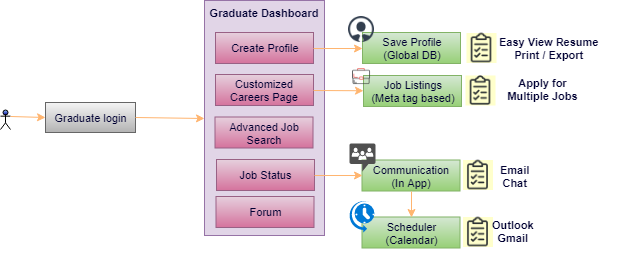 Graduate Dashboard
Create Profile
Save Profile
(Global DB)
Easy View Resume
Print / Export
Customized
Careers Page
Job Listings
(Meta tag based)
Apply for
Multiple Jobs
Graduate login
Advanced Job
Search
Job Status
Communication
(In App)
Email
Chat
Forum
Scheduler
(Calendar)
Outlook
Gmail